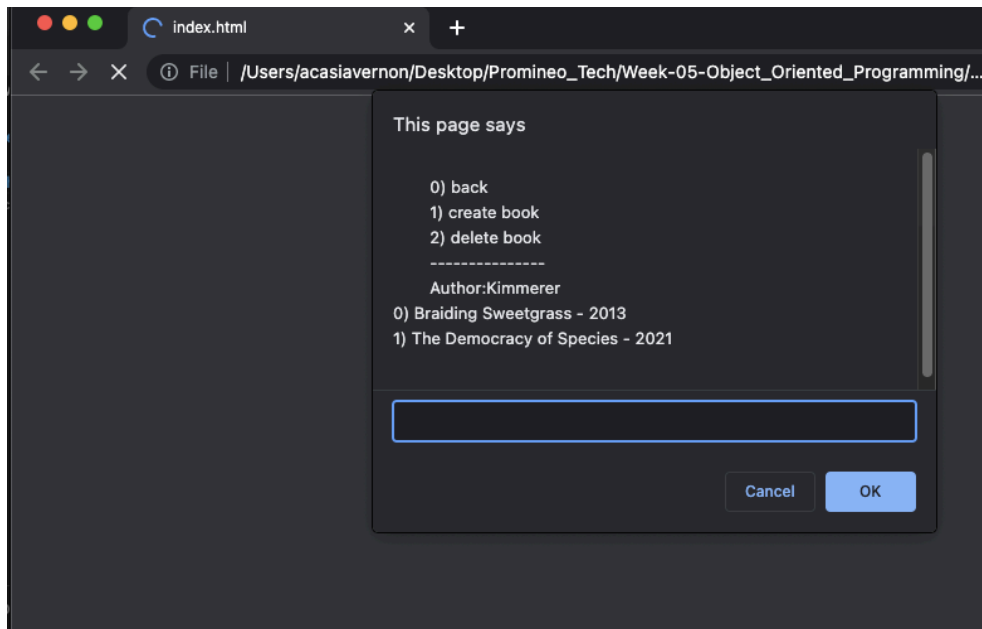 index.html
File | /Users/acasiavernon/Desktop/Promineo_Tech/Week-05-Object_Oriented_Programming/...
This page says
0) back
1) create book
2) delete book
---------------
Author:Kimmerer
0) Braiding Sweetgrass - 2013
1) The Democracy of Species - 2021
Cancel OK